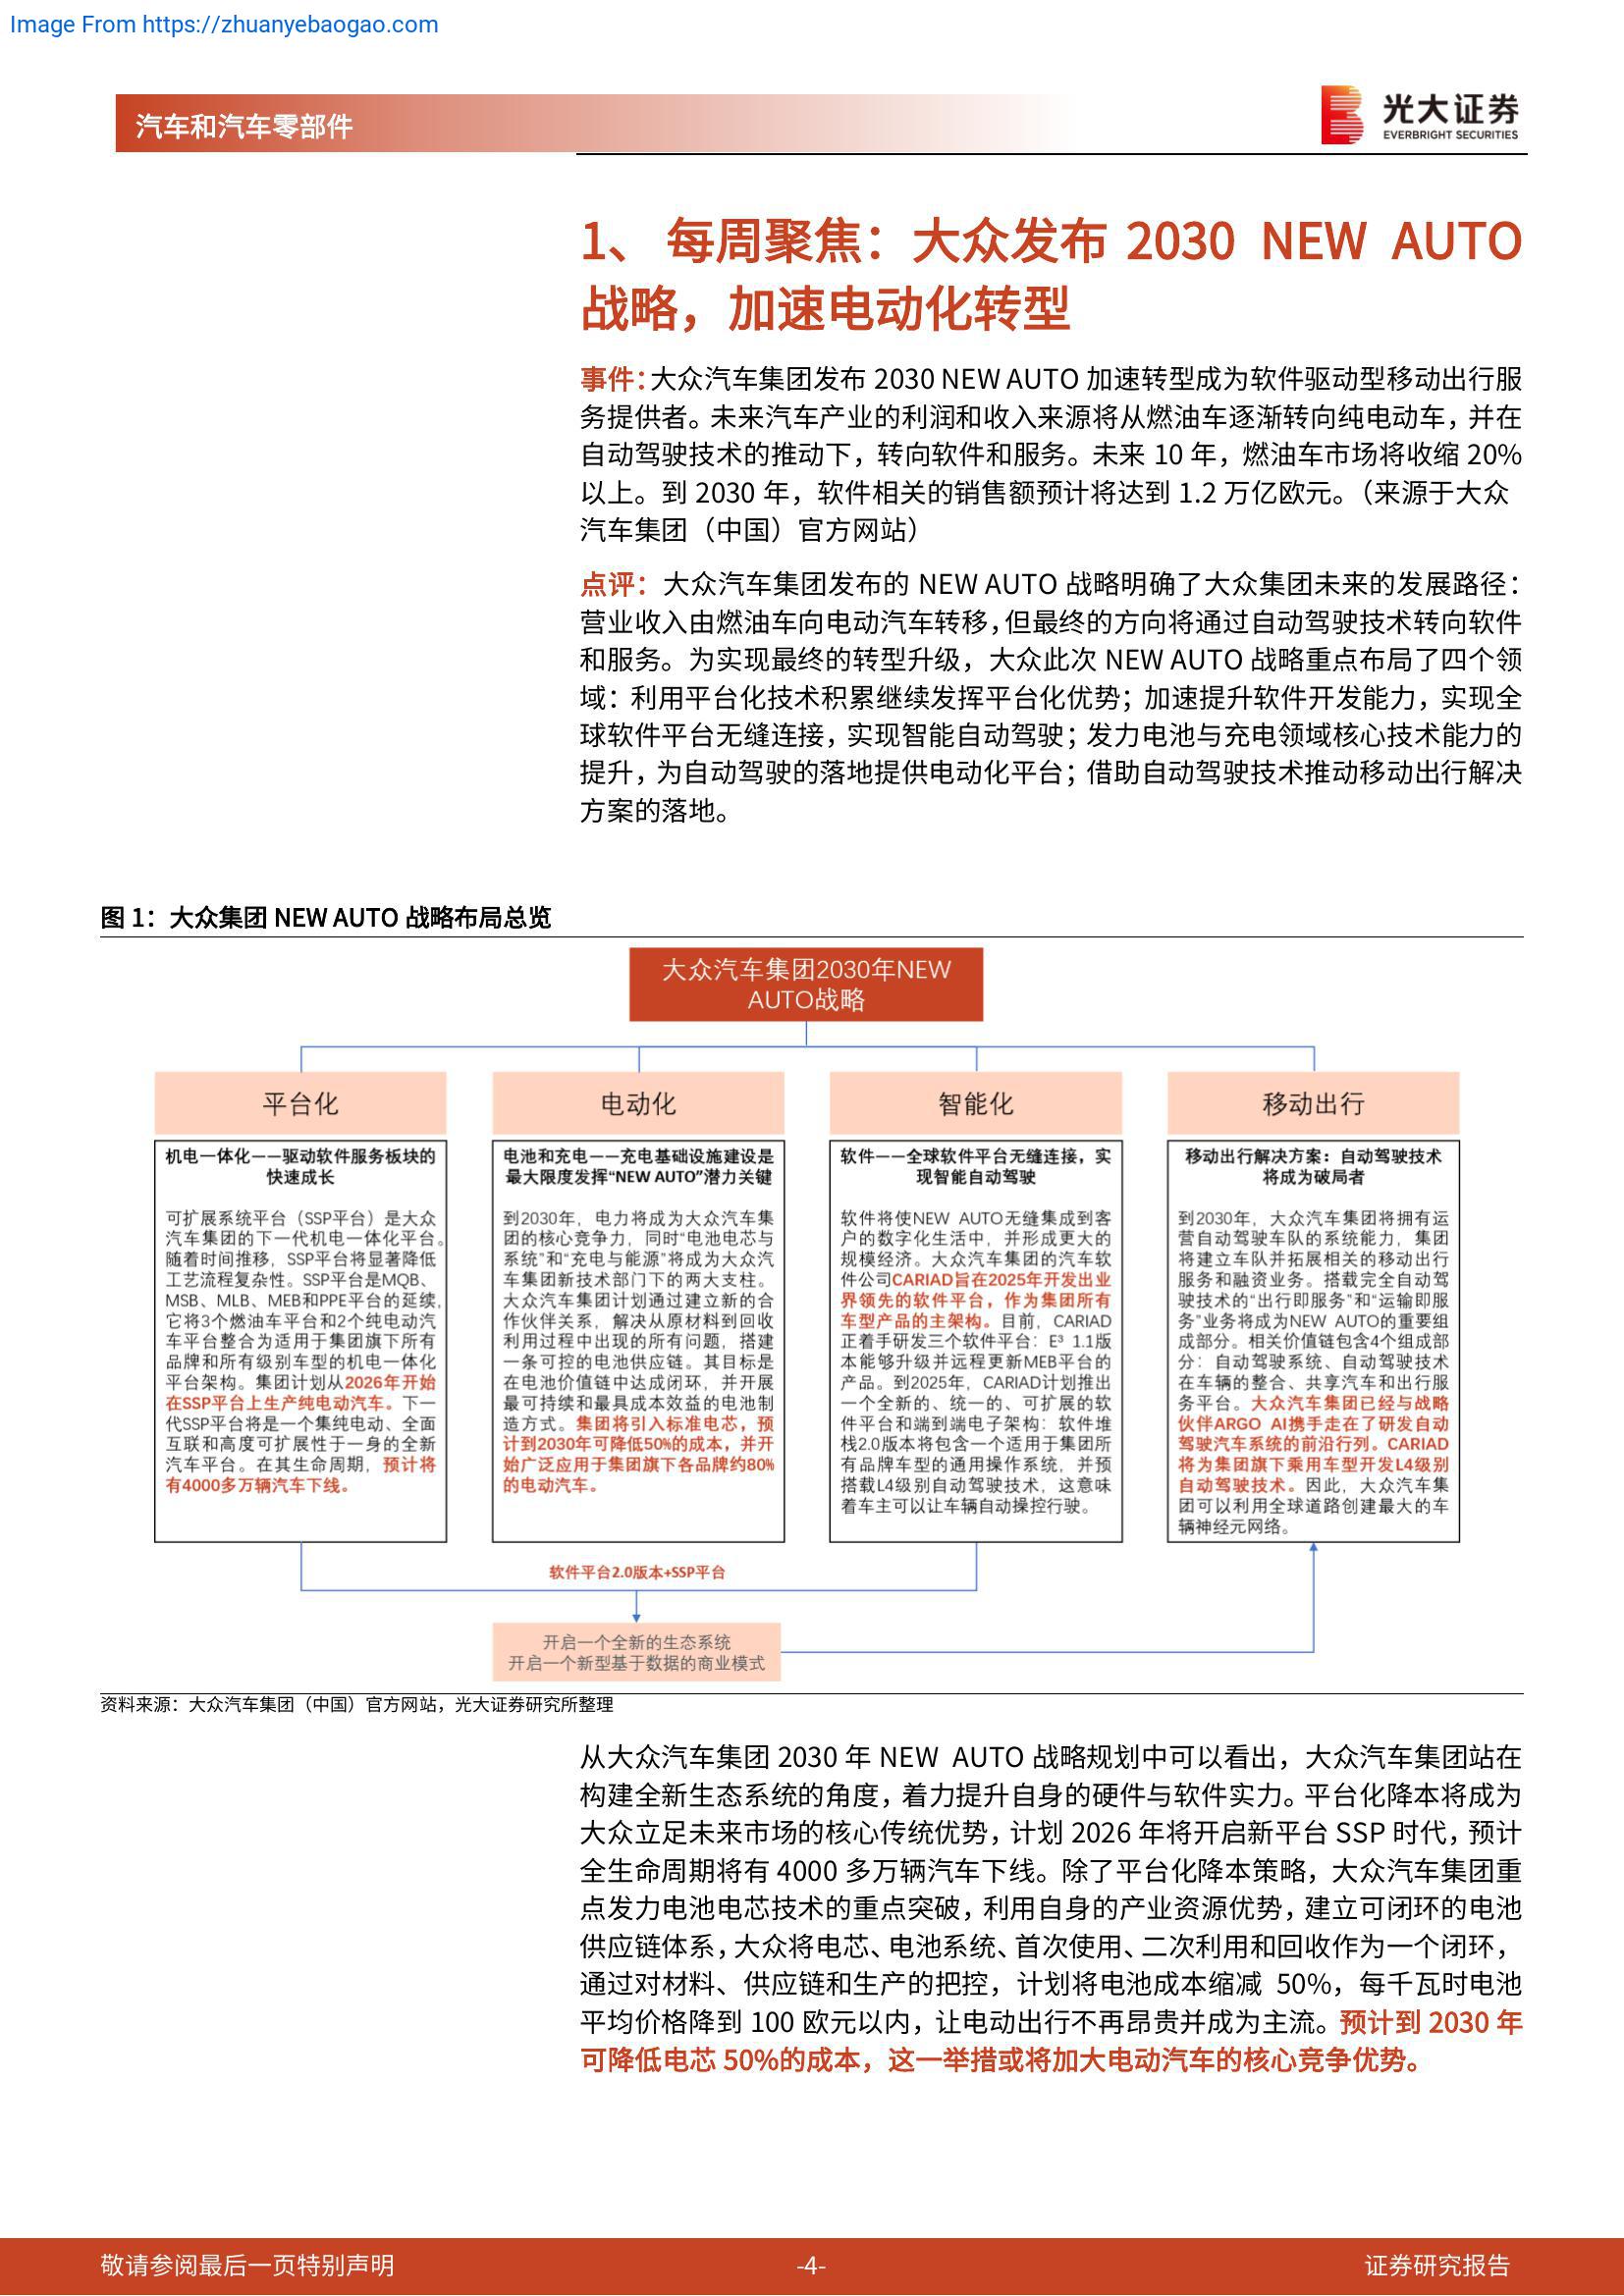 Image From https://zhuanyebaogao.com
汽车和汽车零部件
光大证券
EVERBRIGHT SECURITIES
1、 每周聚焦：大众发布 2030 NEW AUTO
战略，加速电动化转型
事件：大众汽车集团发布 2030 NEW AUTO 加速转型成为软件驱动型移动出行服
务提供者。未来汽车产业的利润和收入来源将从燃油车逐渐转向纯电动车，并在
自动驾驶技术的推动下，转向软件和服务。未来 10 年，燃油车市场将收缩 20%
以上。到 2030 年，软件相关的销售额预计将达到 1.2 万亿欧元。（来源于大众
汽车集团（中国）官方网站）
点评：大众汽车集团发布的 NEW AUTO 战略明确了大众集团未来的发展路径：
营业收入由燃油车向电动汽车转移，但最终的方向将通过自动驾驶技术转向软件
和服务。为实现最终的转型升级，大众此次 NEW AUTO 战略重点布局了四个领
域：利用平台化技术积累继续发挥平台化优势；加速提升软件开发能力，实现全
球软件平台无缝连接，实现智能自动驾驶；发力电池与充电领域核心技术能力的
提升，为自动驾驶的落地提供电动化平台；借助自动驾驶技术推动移动出行解决
方案的落地。
图 1：大众集团 NEW AUTO 战略布局总览
大众汽车集团2030年NEW
AUTO战略
平台化
机电一体化——驱动软件服务板块的
快速成长
可扩展系统平台（SSP平台）是大众
汽车集团的下一代机电一体化平台。
随着时间推移，SSP平台将显著降低
工艺流程复杂性。SSP平台是MQB、
MSB、MLB、MEB和PPE平台的延续，
它将3个燃油车平台和2个纯电动汽
车平台整合为适用于集团旗下所有
品牌和所有级别车型的机电一体化
平台架构。集团计划从2026年开始
在SSP平台上生产纯电动汽车。下一
代SSP平台将是一个集纯电动、全面
互联和高度可扩展性于一身的全新
汽车平台。在其生命周期，预计将
有4000多万辆汽车下线。
电动化
电池和充电——充电基础设施建设是
最大限度发挥“NEW AUTO”潜力关键
到2030年，电力将成为大众汽车集
团的核心竞争力，同时“电池电芯与
系统”和“充电与能源”将成为大众汽
车集团新技术部门下的两大支柱。
大众汽车集团计划通过建立新的合
作伙伴关系，解决从原材料到回收
利用过程中出现的所有问题，搭建
一条可控的电池供应链。其目标是
在电池价值链中达成闭环，并开展
最可持续和最具成本效益的电池制
造方式。集团将引入标准电芯，预
计到2030年可降低50%的成本，并开
始广泛应用于集团旗下各品牌约80%
的电动汽车。
智能化
软件——全球软件平台无缝连接，实
现智能自动驾驶
软件将使NEW AUTO无缝集成到客
户的数字化生活中，并形成更大的
规模经济。大众汽车集团的汽车软
件公司CARIAD旨在2025年开发出业
界领先的软件平台，作为集团所有
车型产品的主架构。目前，CARIAD
正着手研发三个软件平台：E³ 1.1版
本能够升级并远程更新MEB平台的
产品。到2025年，CARIAD计划推出
一个全新的、统一的、可扩展的软
件平台和端到端电子架构：软件堆
栈2.0版本将包含一个适用于集团所
有品牌车型的通用操作系统，并预
搭载L4级别自动驾驶技术，这意味
着车主可以让车辆自动操控行驶。
移动出行
移动出行解决方案：自动驾驶技术
将成为破局者
到2030年，大众汽车集团将拥有运
营自动驾驶车队的系统能力，集团
将建立车队并拓展相关的移动出行
服务和融资业务。搭载完全自动驾
驶技术的“出行即服务”和“运输即服
务”业务将成为NEW AUTO的重要组
成部分。相关价值链包含4个组成部
分：自动驾驶系统、自动驾驶技术
在车辆的整合、共享汽车和出行服
务平台。大众汽车集团已经与战略
伙伴ARGO AI携手走在了研发自动
驾驶汽车系统的前沿行列。CARIAD
将为集团旗下乘用车型开发L4级别
自动驾驶技术。因此，大众汽车集
团可以利用全球道路创建最大的车
辆神经元网络。
软件平台2.0版本+SSP平台
开启一个全新的生态系统
开启一个新型基于数据的商业模式
资料来源：大众汽车集团（中国）官方网站，光大证券研究所整理
从大众汽车集团 2030 年 NEW AUTO 战略规划中可以看出，大众汽车集团站在
构建全新生态系统的角度，着力提升自身的硬件与软件实力。平台化降本将成为
大众立足未来市场的核心传统优势，计划 2026 年将开启新平台 SSP 时代，预计
全生命周期将有 4000 多万辆汽车下线。除了平台化降本策略，大众汽车集团重
点发力电池电芯技术的重点突破，利用自身的产业资源优势，建立可闭环的电池
供应链体系，大众将电芯、电池系统、首次使用、二次利用和回收作为一个闭环，
通过对材料、供应链和生产的把控，计划将电池成本缩减 50%，每千瓦时电池
平均价格降到 100 欧元以内，让电动出行不再昂贵并成为主流。预计到 2030 年
可降低电芯 50%的成本，这一举措或将加大电动汽车的核心竞争优势。
敬请参阅最后一页特别声明
-4-
证券研究报告